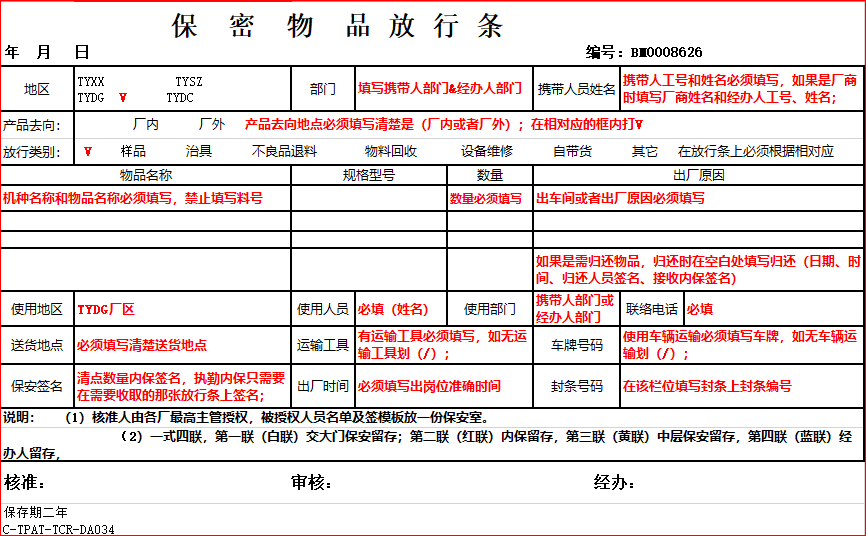 保 密 物 品 放 行 条
年 月 日 编号：BM0008626
地区 TYXX TYSZ 部门 填写携带人部门&经办人部门 携带人员姓名 携带人工号和姓名必须填写，如果是厂商
TYDG ∀ TYDC 时填写厂商姓名和经办人工号、姓名；
产品去向： 厂内 厂外 产品去向地点必须填写清楚是（厂内或者厂外）；在相对应的框内打∀
放行类别： ∀ 样品 治具 不良品退料 物料回收 设备维修 自带货 其它 在放行条上必须根据相对应
物品名称 规格型号 数量 出厂原因
机种名称和物品名称必须填写，禁止填写料号 数量必须填写 出车间或者出厂原因必须填写
如果是需归还物品，归还时在空白处填写归还（日期、时
间、归还人员签名、接收内保签名）
使用地区 TYDG厂区 使用人员 必填（姓名） 使用部门 携带人部门或 联络电话 必填
经办人部门
送货地点 必须填写清楚送货地点 运输工具 有运输工具必须填写，如无运 车牌号码 使用车辆运输必须填写车牌，如无车辆运
输工具划（/）； 输划（/）；
保安签名 清点数量内保签名，执勤内保只需要 出厂时间 必须填写出岗位准确时间 封条号码 在该栏位填写封条上封条编号
在需要收取的那张放行条上签名；
说明： （1）核准人由各厂最高主管授权，被授权人员名单及签模板放一份保安室。
（2）一式四联，第一联（白联）交大门保安留存；第二联（红联）内保留存，第三联（黄联）中层保安留存，第四联（蓝联）经
办人留存，
核准： 审核： 经办：
保存期二年
C-TPAT-TCR-DA034